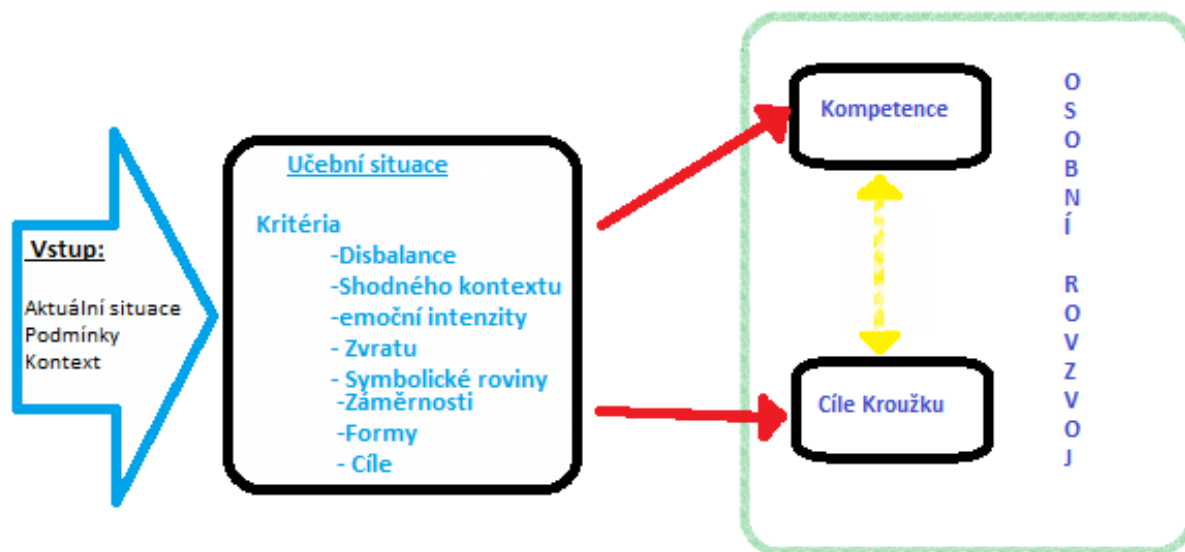 Vstup:
Aktuální situace
Podmínky
Kontext
Učební situace
Kritéria
-Disbalance
-Shodného kontextu
-emoční intenzity
- Zvratu
- Symbolické roviny
-Záměrnosti
-Formy
- Cíle
Kompetence
Cíle Kroužku
O
S
O
B
N
Í
R
O
V
Z
V
O
J